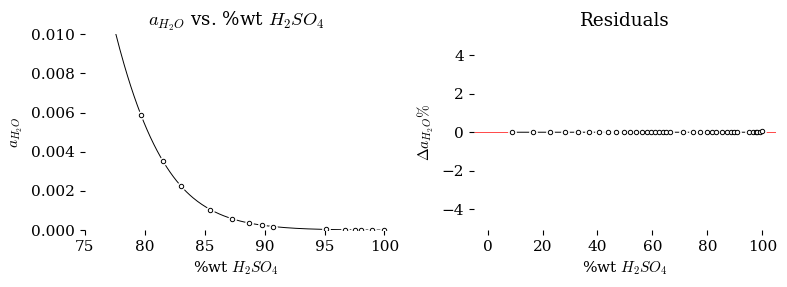 $a_{H_2O}$ vs. %wt $H_2SO_4$
0.010
0.008
0.006
0.004
0.002
0.000
$a_{H_2O}$
75 80 85 90 95 100
%wt $H_2SO_4$
Residuals
4
2
0
−2
−4
$\Delta a_{H_2O}\%$
0 20 40 60 80 100
%wt $H_2SO_4$